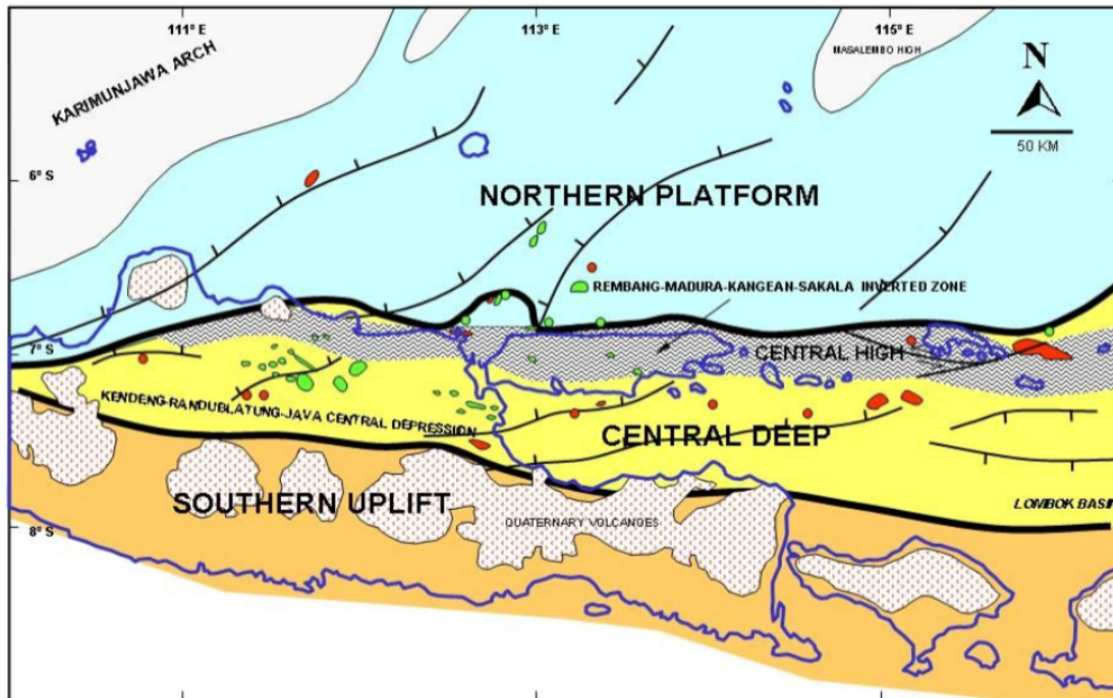 111° E
113° E
115° E
KARIMUNJAWA ARCH
MASALEMBO HIGH
N
50 KM
6° S
NORTHERN PLATFORM
REMBANG-MADURA-KANGEAN-SAKALA INVERTED ZONE
7° S
CENTRAL HIGH
KENDENG-RANDUBLATUNG-JAVA CENTRAL DEPRESSION
CENTRAL DEEP
SOUTHERN UPLIFT
LOMBOK BASI
QUATERNARY VOLCANOES
8° S